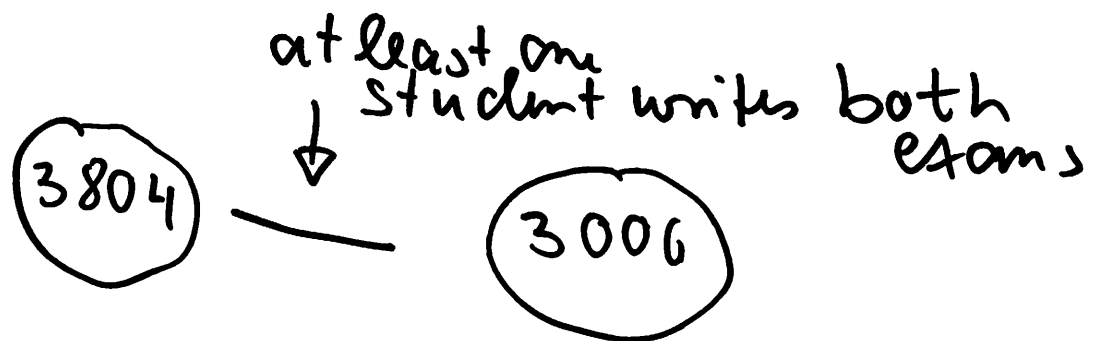 at least one
student writes both
exams
3804
3006